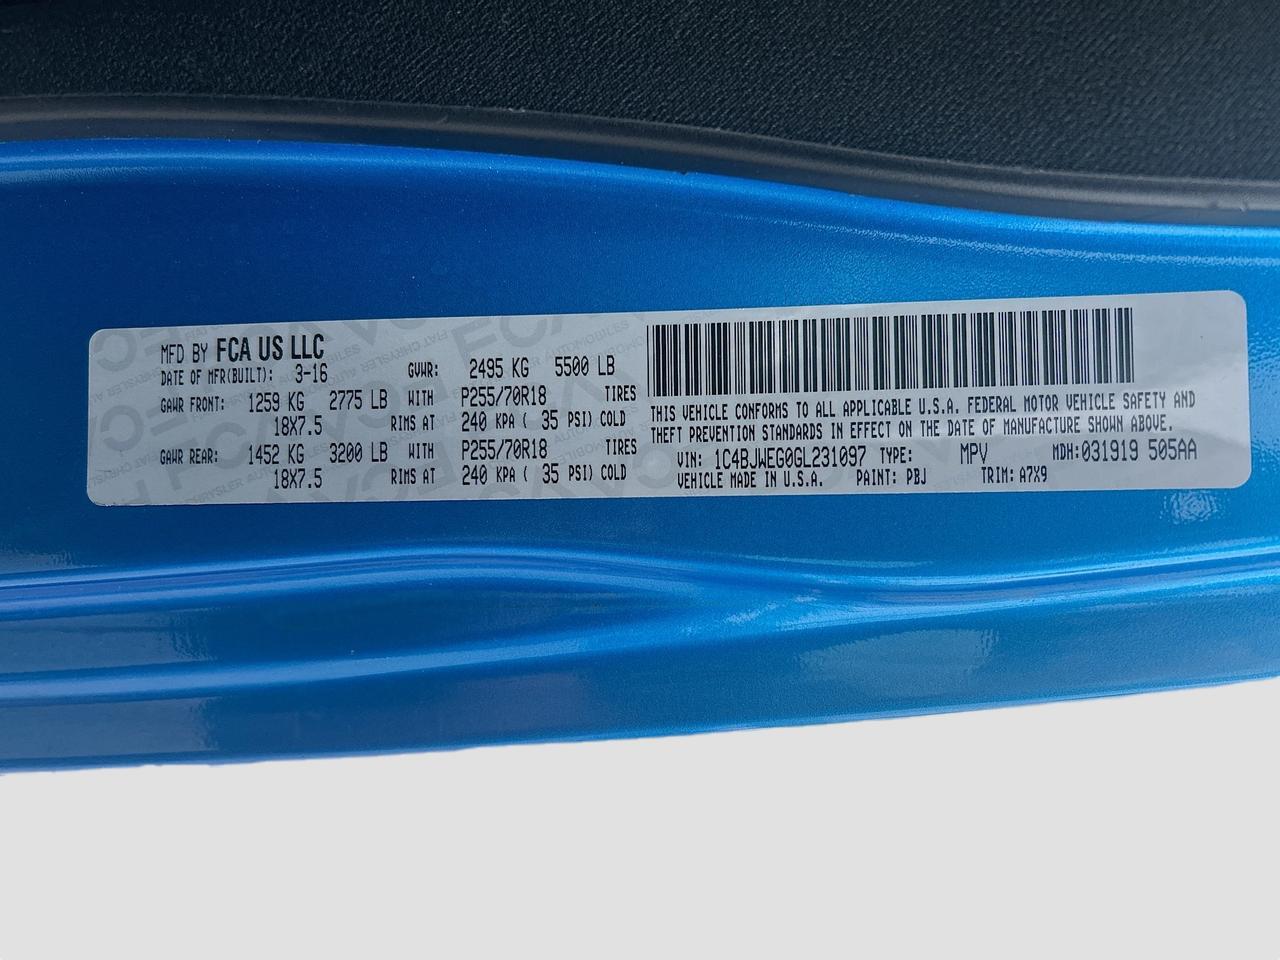 MFD BY FCA US LLC
DATE OF MFR(BUILT): 3-16 GVWR: 2495 KG 5500 LB
GAWR FRONT: 1259 KG 2775 LB WITH P255/70R18 TIRES
18X7.5 RIMS AT 240 KPA ( 35 PSI) COLD
GAWR REAR: 1452 KG 3200 LB WITH P255/70R18 TIRES
18X7.5 RIMS AT 240 KPA ( 35 PSI) COLD
THIS VEHICLE CONFORMS TO ALL APPLICABLE U.S.A. FEDERAL MOTOR VEHICLE SAFETY AND
THEFT PREVENTION STANDARDS IN EFFECT ON THE DATE OF MANUFACTURE SHOWN ABOVE.
VIN: 1C4BJWEG0GL231097 TYPE: MPV MDH: 031919 505AA
VEHICLE MADE IN U.S.A. PAINT: PBJ TRIM: A7X9